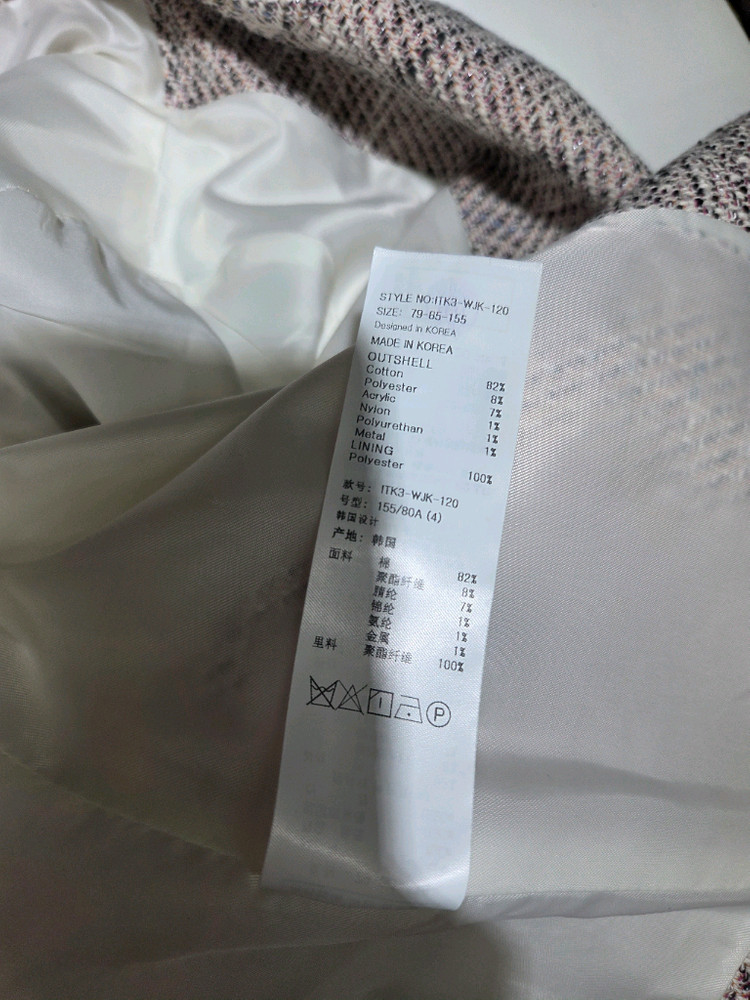 STYLE NO:ITK3-WJK-120
SIZE: 79-65-155
Designed in KOREA
MADE IN KOREA
OUTSHELL
Cotton 82%
Polyester 8%
Acrylic 7%
Nylon 1%
Polyurethan 1%
Metal 1%
LINING
Polyester 100%
款号: ITK3-WJK-120
号型: 155/80A (4)
韩国设计
产地: 韩国
面料 棉 82%
聚酯纤维 8%
腈纶 7%
锦纶 1%
氨纶 1%
金属 1%
里料 聚酯纤维 100%
P